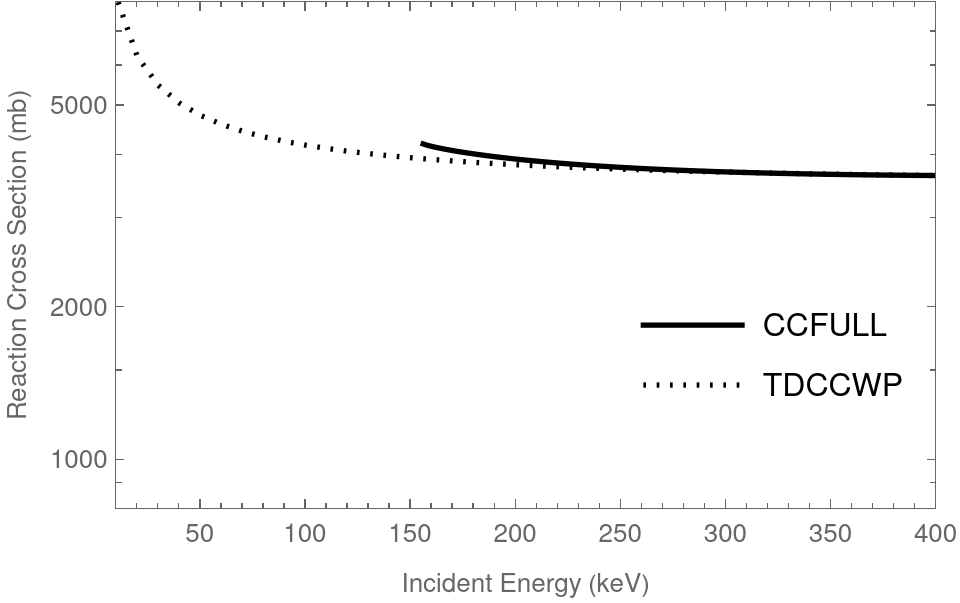 Reaction Cross Section (mb)
5000
2000
1000
CCFULL
TDCCWP
50 100 150 200 250 300 350 400
Incident Energy (keV)